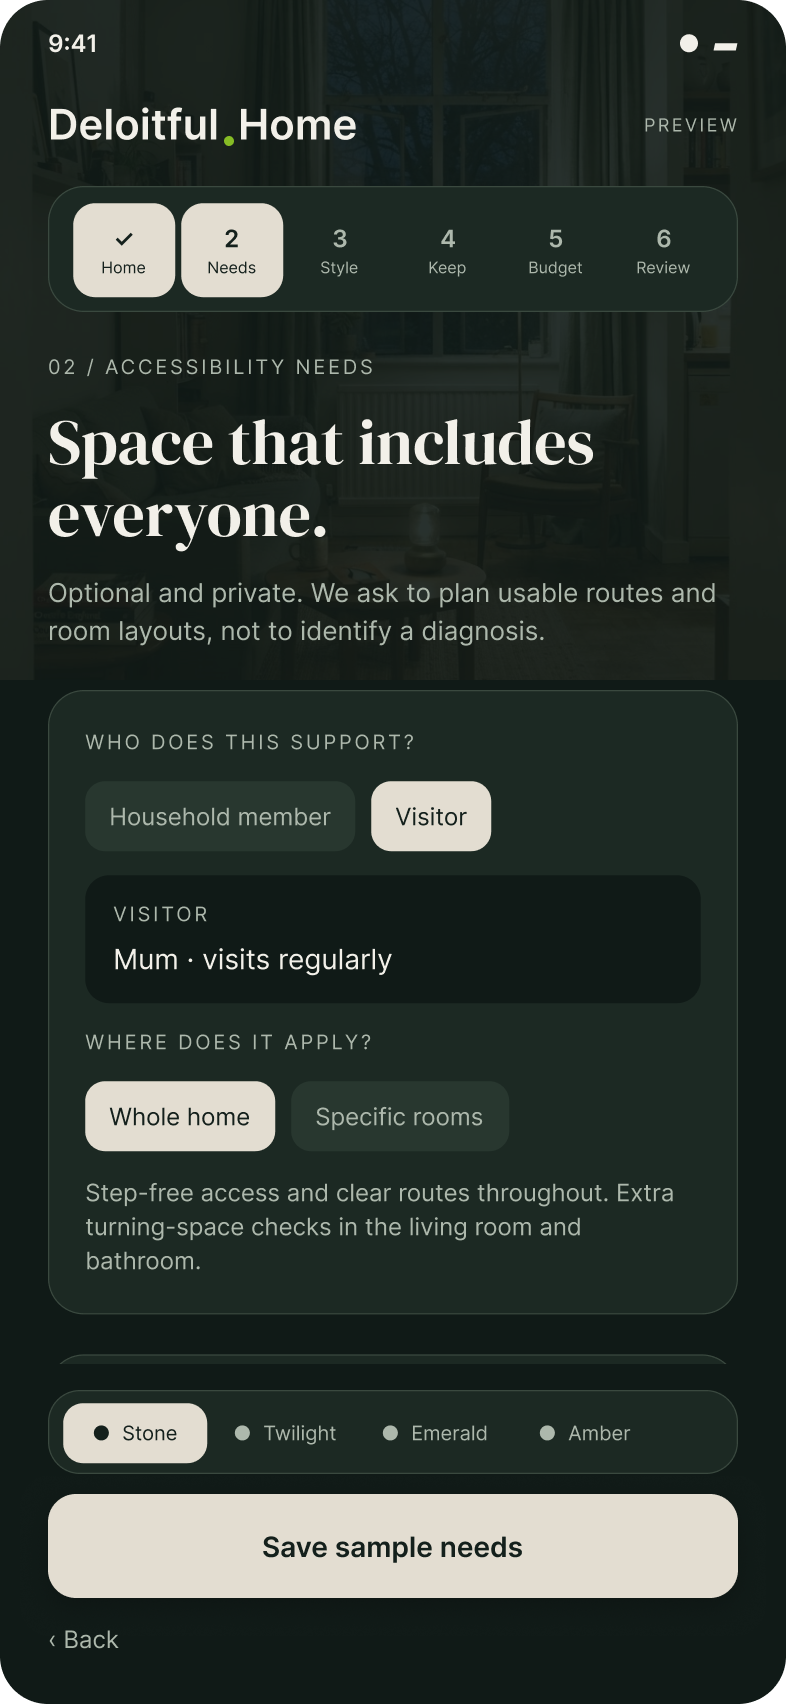 9:41
Deloitful.Home
PREVIEW
✓ 2 3 4 5 6
Home Needs Style Keep Budget Review
02 / ACCESSIBILITY NEEDS
Space that includes
everyone.
Optional and private. We ask to plan usable routes and
room layouts, not to identify a diagnosis.
WHO DOES THIS SUPPORT?
Household member Visitor
VISITOR
Mum · visits regularly
WHERE DOES IT APPLY?
Whole home Specific rooms
Step-free access and clear routes throughout. Extra
turning-space checks in the living room and
bathroom.
Stone Twilight Emerald Amber
Save sample needs
‹ Back